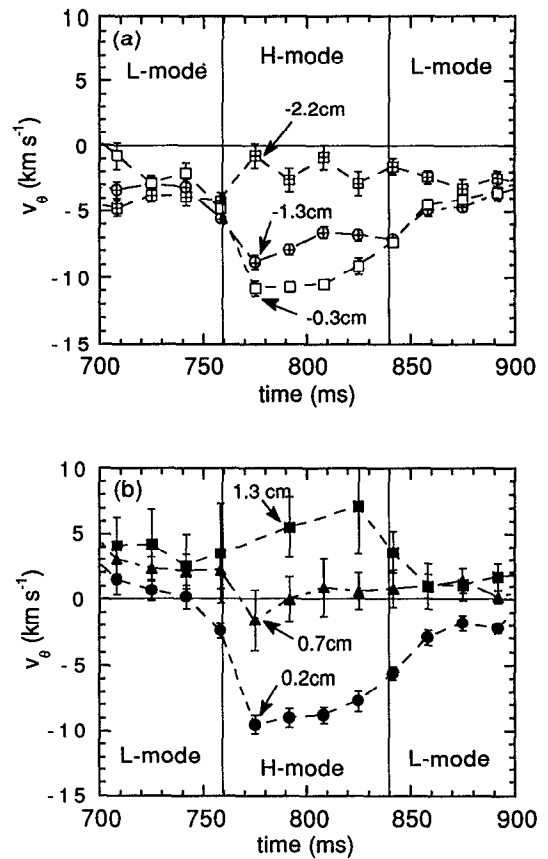 (a)
L-mode
H-mode
L-mode
-2.2cm
-1.3cm
-0.3cm
10
5
0
-5
-10
-15
vθ (km s⁻¹)
700
750
800
850
900
time (ms)
(b)
1.3 cm
0.7cm
0.2cm
L-mode
H-mode
L-mode
10
5
0
-5
-10
-15
vθ (km s⁻¹)
700
750
800
850
900
time (ms)